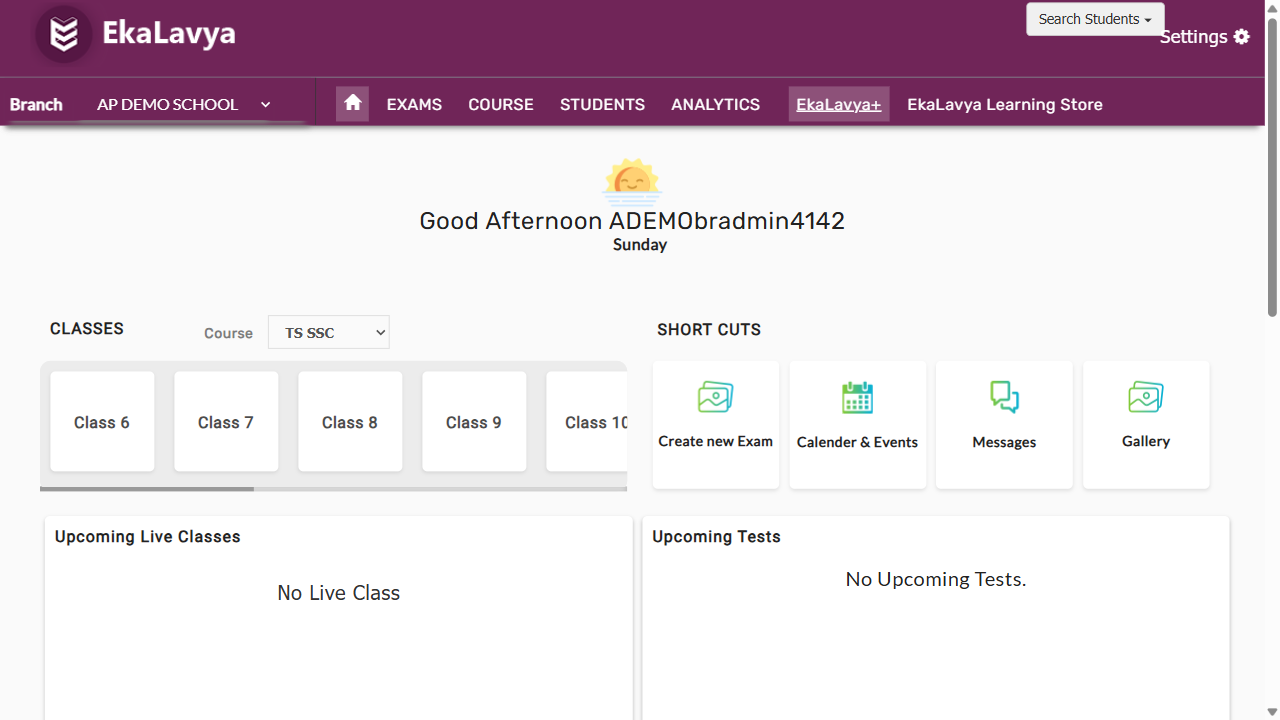 EkaLavya
Search Students
Settings
Branch
AP DEMO SCHOOL
EXAMS
COURSE
STUDENTS
ANALYTICS
EkaLavya+
EkaLavya Learning Store
Good Afternoon ADEMObradmin4142
Sunday
CLASSES
Course
TS SSC
Class 6
Class 7
Class 8
Class 9
Class 10
SHORT CUTS
Create new Exam
Calender & Events
Messages
Gallery
Upcoming Live Classes
No Live Class
Upcoming Tests
No Upcoming Tests.